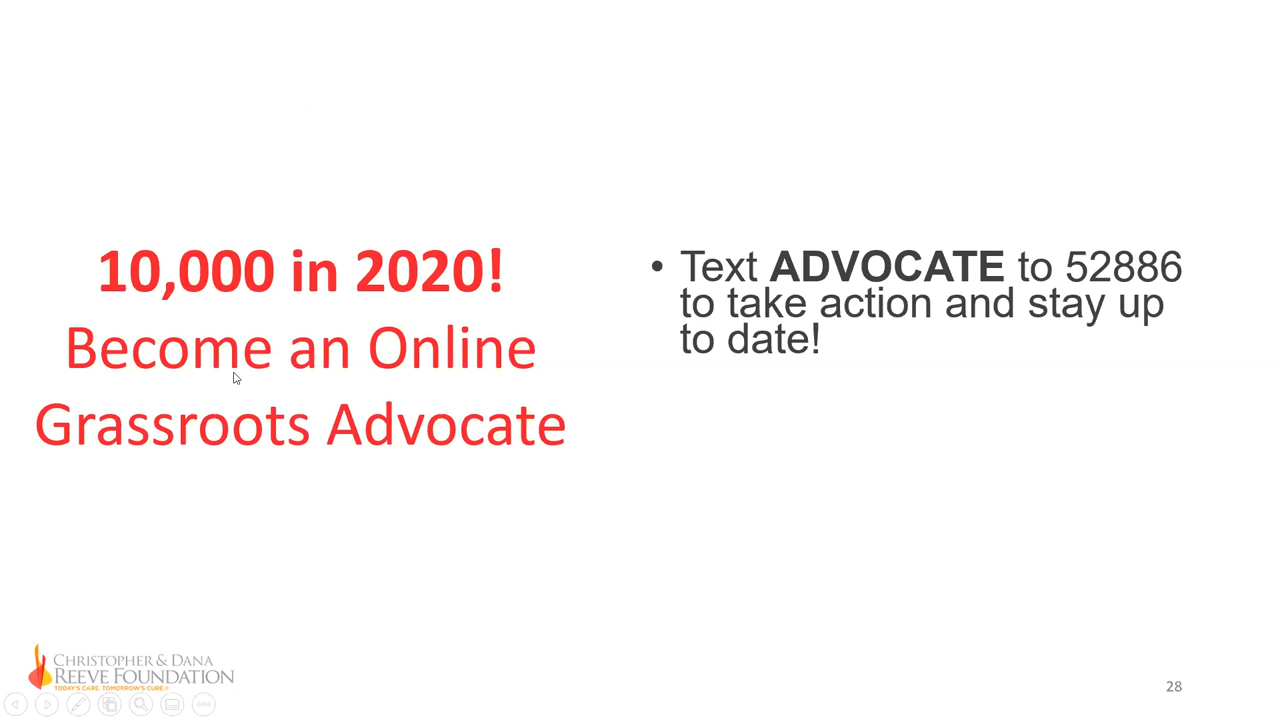 10,000 in 2020!
Become an Online
Grassroots Advocate
• Text ADVOCATE to 52886
to take action and stay up
to date!
CHRISTOPHER & DANA
REEVE FOUNDATION
TODAY'S CARE. TOMORROW'S CURE.®
28